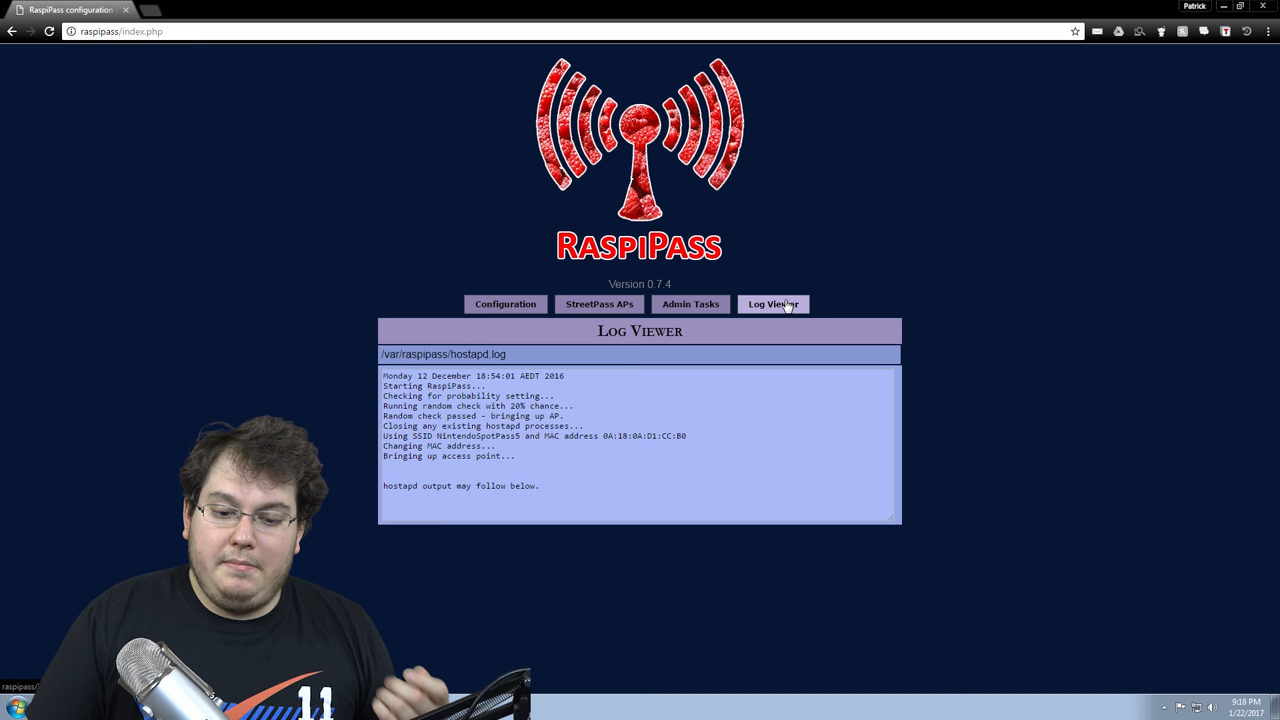 RaspiPass configuration
Patrick
raspipass/index.php
RASPIPASS
Version 0.7.4
Configuration
StreetPass APs
Admin Tasks
Log Viewer
LOG VIEWER
/var/raspipass/hostapd.log
Monday 12 December 18:54:01 AEDT 2016
Starting RaspiPass...
Checking for probability setting...
Running random check with 20% chance...
Random check passed - bringing up AP.
Closing any existing hostapd processes...
Using SSID NintendoSpotPass5 and MAC address 0A:18:0A:D1:CC:B0
Changing MAC address...
Bringing up access point...
hostapd output may follow below.
11
raspipass/
9:18 PM
1/22/2017